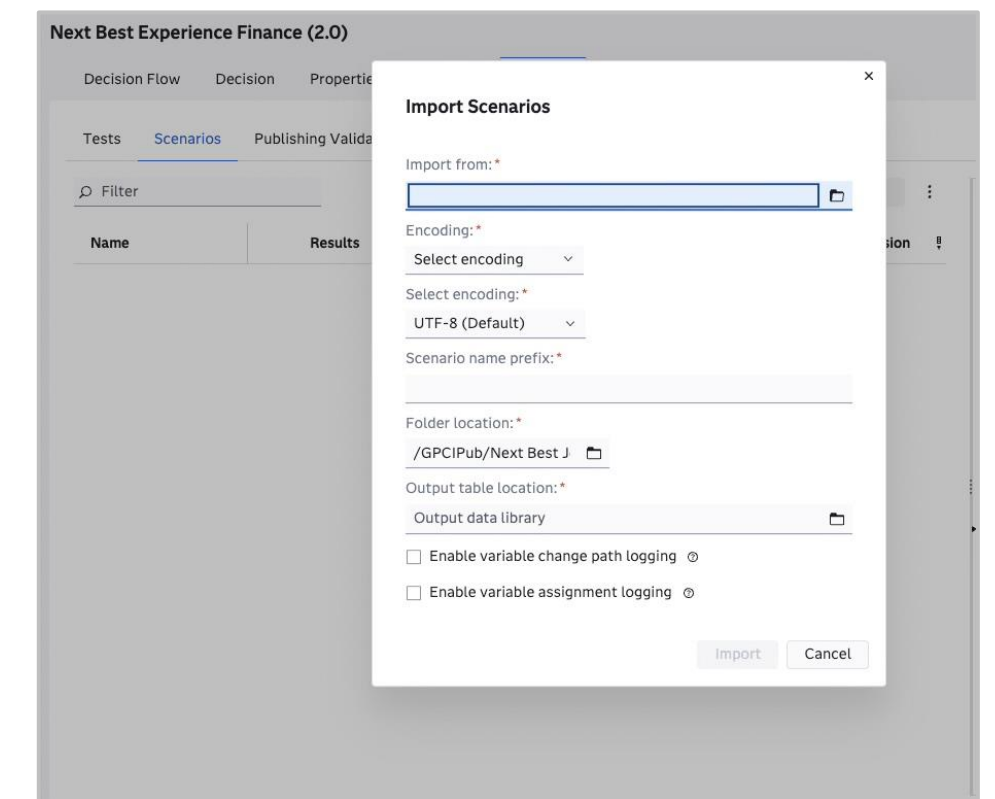 Next Best Experience Finance (2.0)
Decision Flow Decision Propertie
Tests Scenarios Publishing Valida
Filter
Name Results sion
Import Scenarios
Import from:*
Encoding:*
Select encoding
Select encoding:*
UTF-8 (Default)
Scenario name prefix:*
Folder location:*
/GPCIPub/Next Best J
Output table location:*
Output data library
Enable variable change path logging
Enable variable assignment logging
Import Cancel